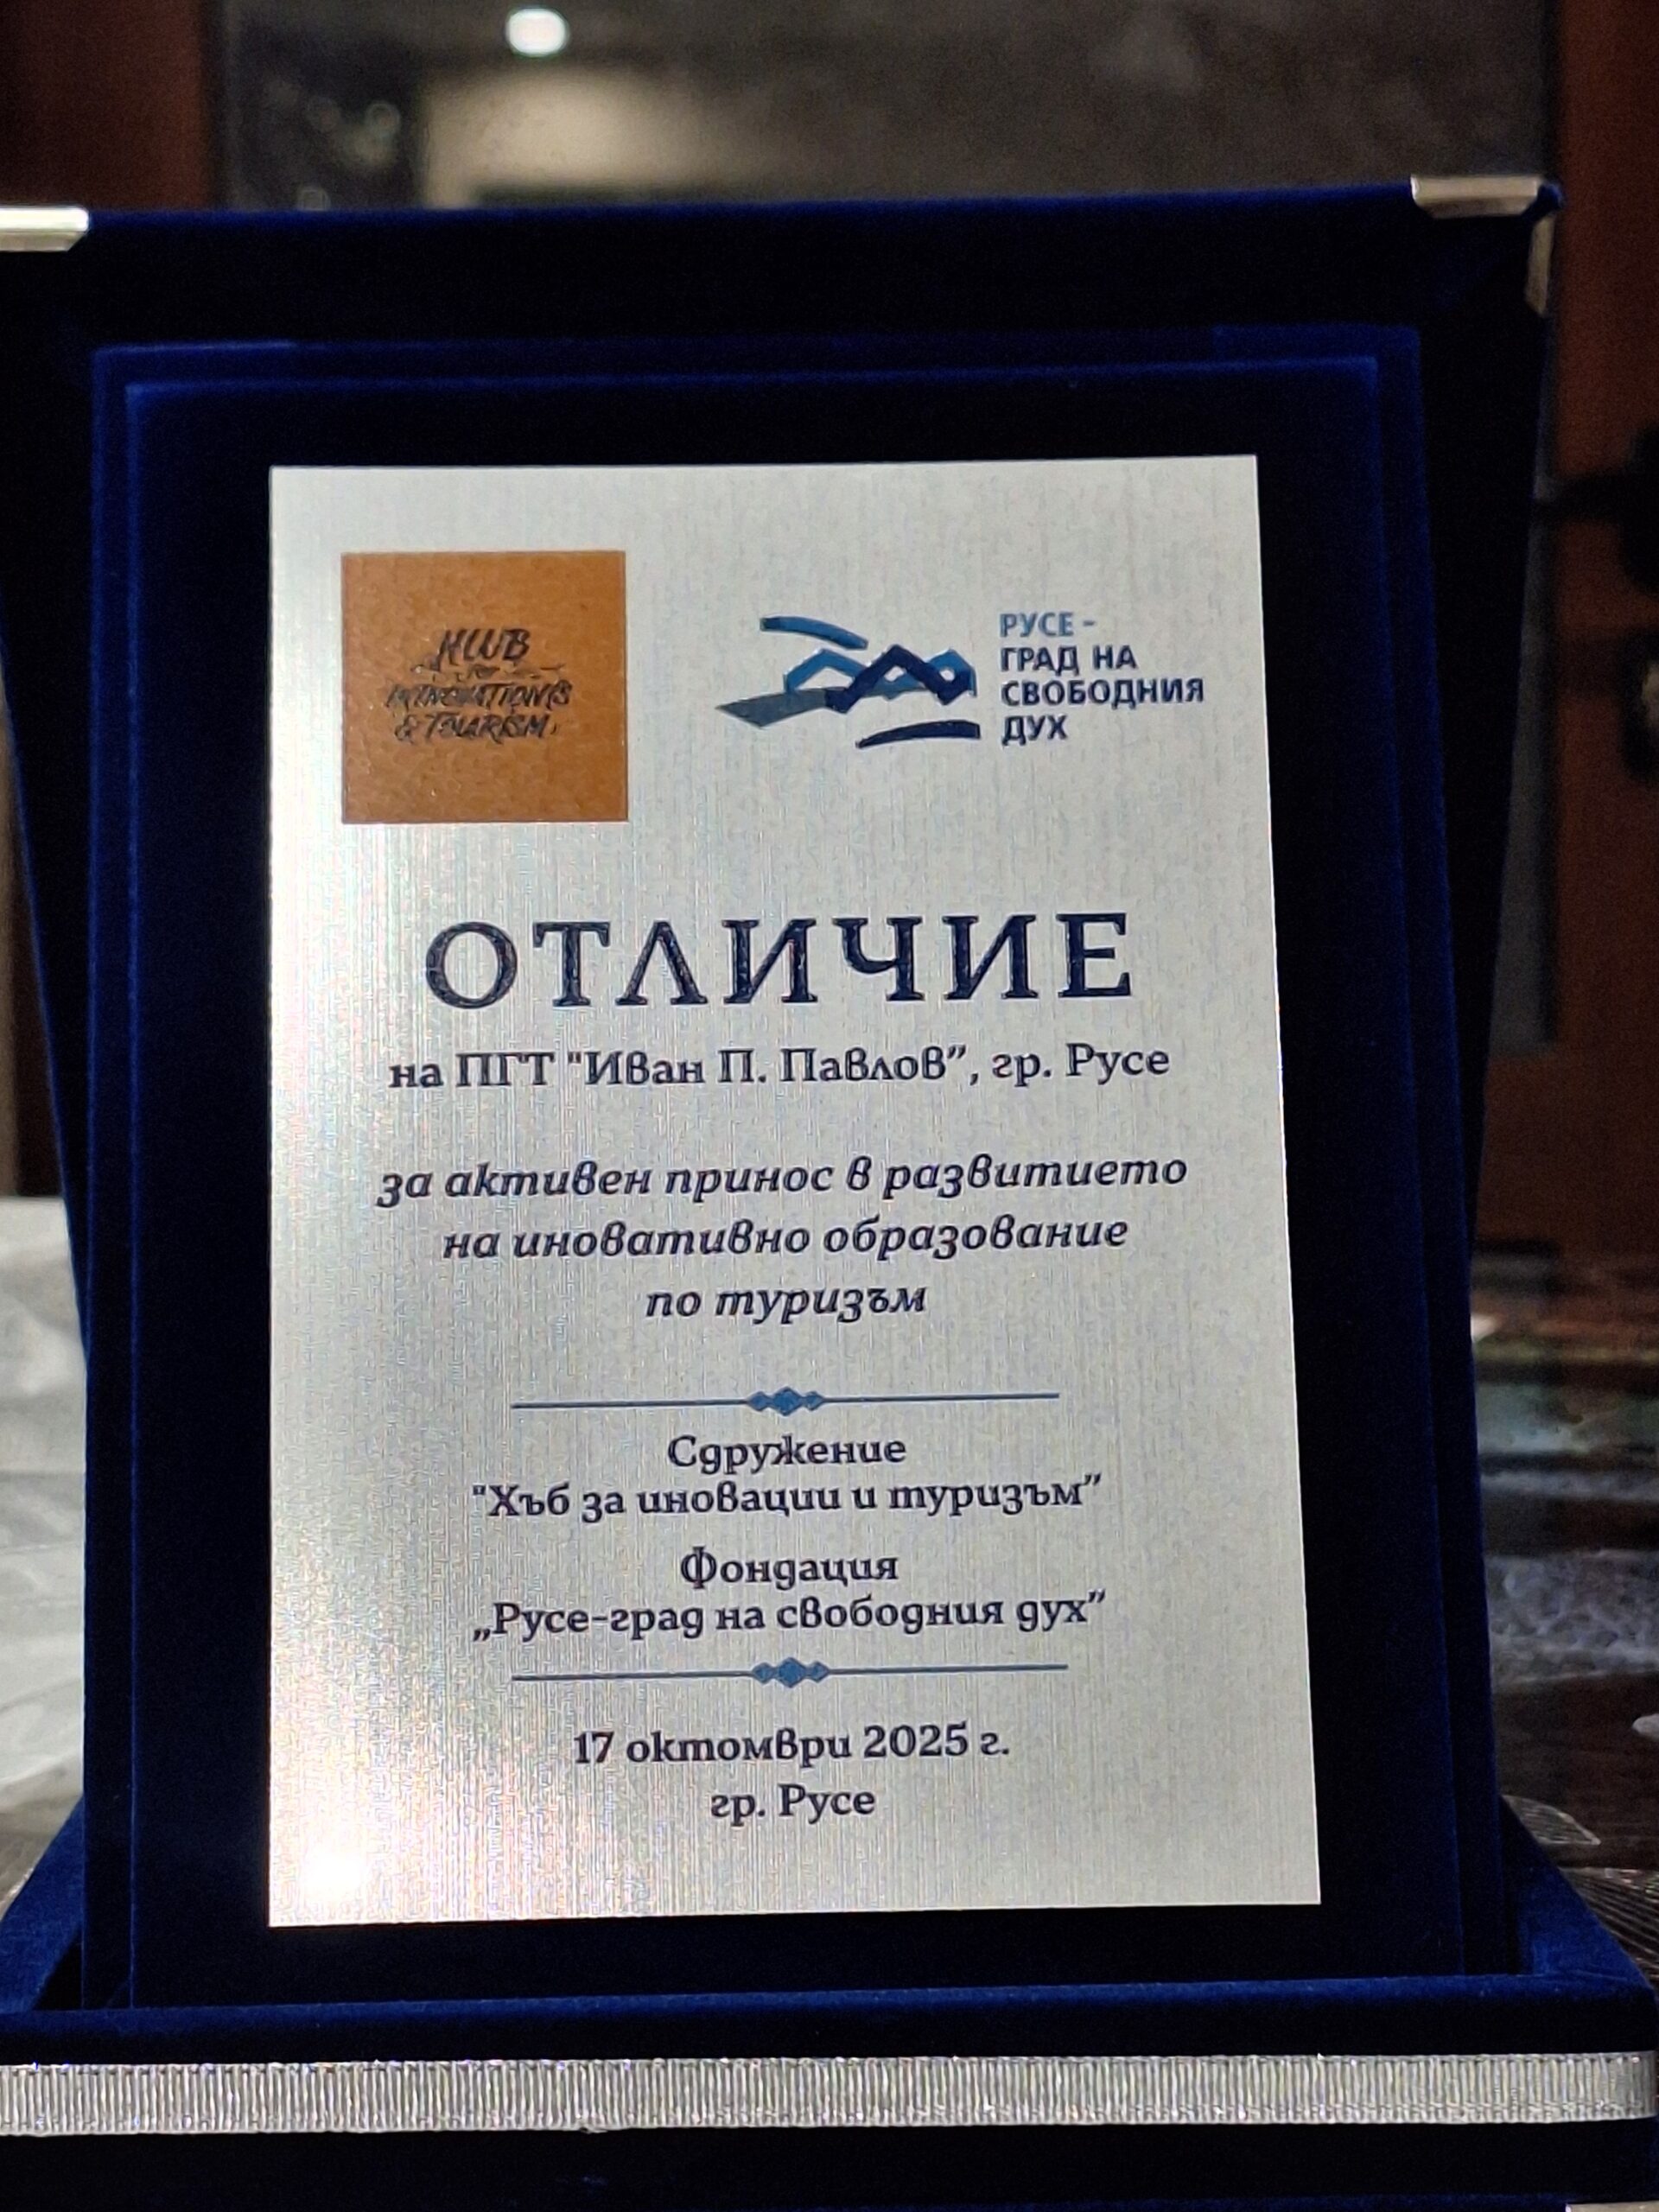 HUB
for
INNOVATIONS
& TOURISM
РУСЕ -
ГРАД НА
СВОБОДНИЯ
ДУХ
ОТЛИЧИЕ
на ПГТ "Иван П. Павлов”, гр. Русе
за активен принос в развитието
на иновативно образование
по туризъм
Сдружение
"Хъб за иновации и туризъм”
Фондация
„Русе-град на свободния дух”
17 октомври 2025 г.
гр. Русе